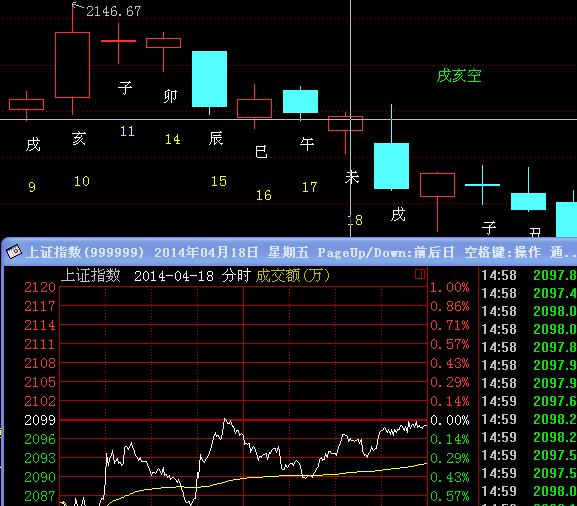 2146.67
戌亥空
戌 亥 子 卯 辰 巳 午 未 戌 子 丑
9 10 11 14 15 16 17 18
上证指数(999999) 2014年04月18日 星期五 PageUp/Down:前后日 空格键:操作 通..
上证指数 2014-04-18 分时 成交额(万)
2120 1.00% 14:58 2097.8
2117 0.86% 14:58 2097.4
2114 0.71% 14:58 2098.0
2111 0.57% 14:58 2098.0
2108 0.43% 14:58 2097.8
2105 0.29% 14:58 2097.9
2102 0.14% 14:59 2097.6
2099 0.00% 14:59 2098.2
2096 0.14% 14:59 2098.2
2093 0.29% 14:59 2097.5
2090 0.43% 14:59 2097.5
2087 0.57% 14:59 2098.0